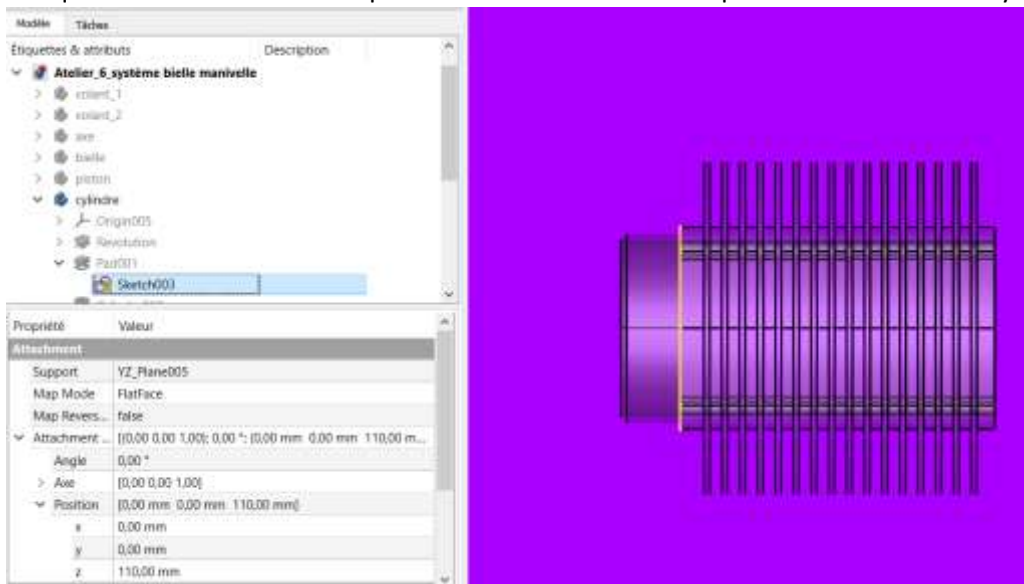 Modèle Tâches
Étiquettes & attributs Description
Atelier_6_système bielle manivelle
volant_1
volant_2
axe
bielle
piston
cylindre
Origin005
Revolution
Pad001
Sketch003
Propriété Valeur
Attachment
Support YZ_Plane005
Map Mode FlatFace
Map Revers... false
Attachment ... [(0,00 0,00 1,00); 0,00 °; (0,00 mm 0,00 mm 110,00 m...
Angle 0,00 °
Axe [0,00 0,00 1,00]
Position [0,00 mm 0,00 mm 110,00 mm]
x 0,00 mm
y 0,00 mm
z 110,00 mm